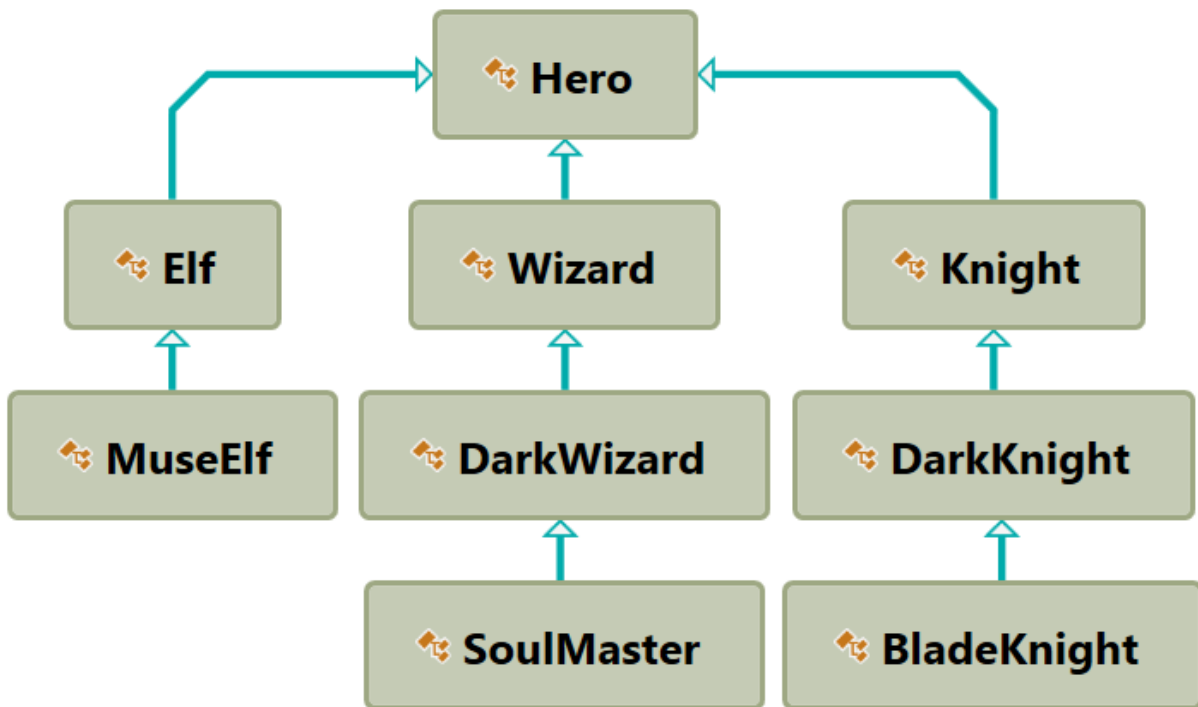 Hero
Elf
Wizard
Knight
MuseElf
DarkWizard
DarkKnight
SoulMaster
BladeKnight